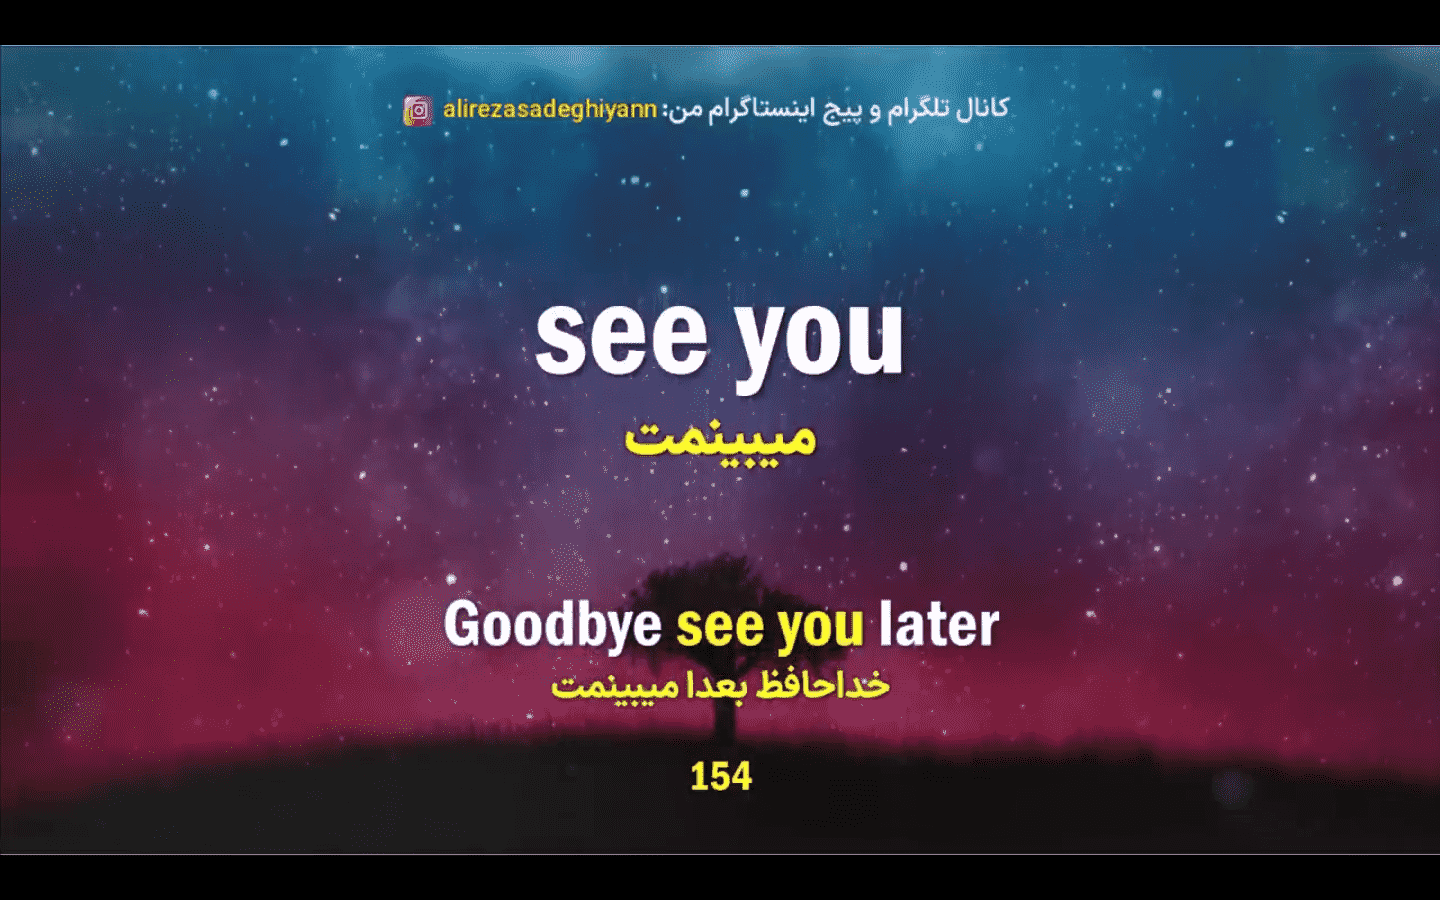 کانال تلگرام و پیج اینستاگرام من: alirezasadeghiyann
see you
میبینمت
Goodbye see you later
خداحافظ بعدا میبینمت
154